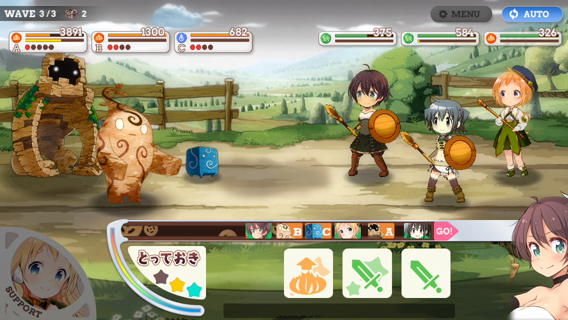 WAVE 3/3 2
MENU
AUTO
3891
A
1300
B
682
C
375
584
326
B
C
A
GO!
とっておき
SUPPORT